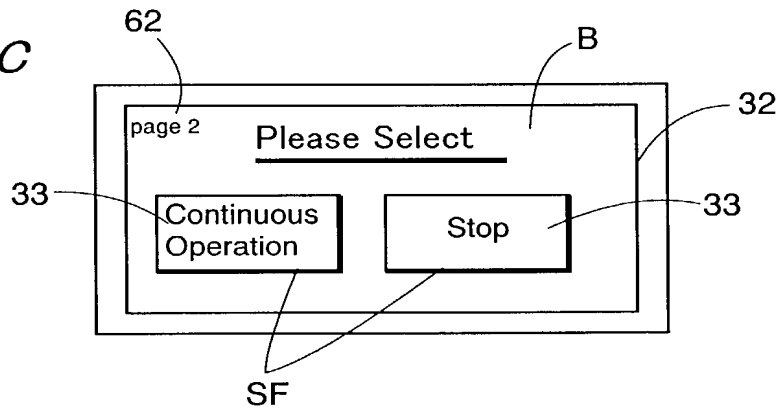 62
B
C
32
page 2
Please Select
33
Continuous
Operation
Stop
33
SF